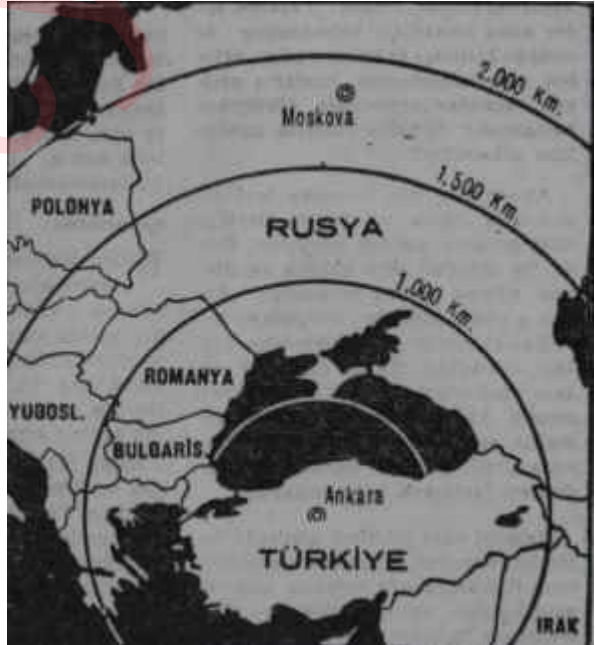 2.000 Km.
Moskova
1.500 Km.
POLONYA
RUSYA
1.000 Km.
ROMANYA
YUGOSL.
BULGARİS.
Ankara
TÜRKİYE
IRAK